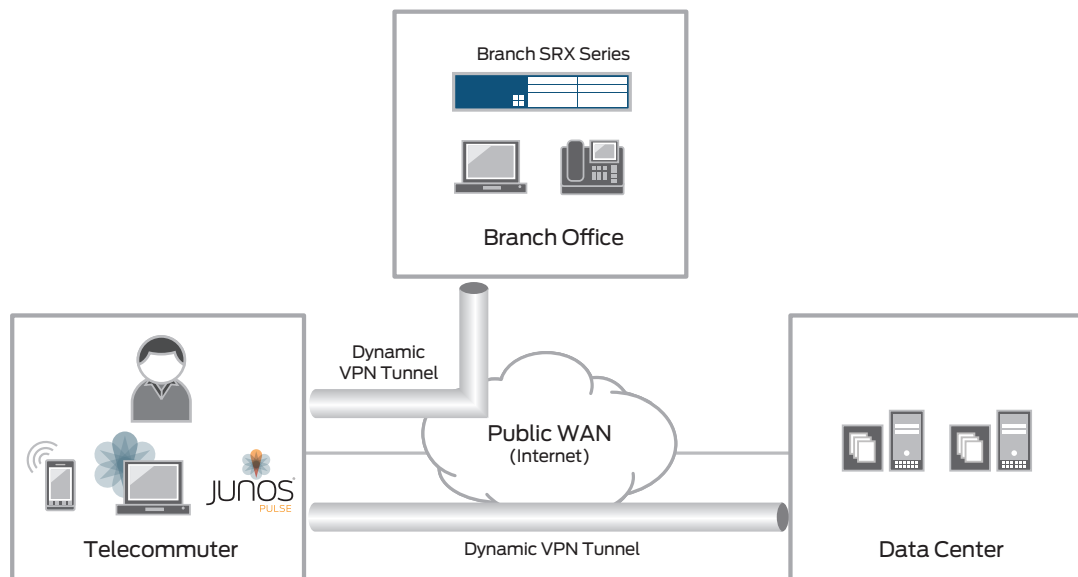 Branch SRX Series
Branch Office
Dynamic
VPN Tunnel
Public WAN
(Internet)
JUNOS
PULSE
Telecommuter
Dynamic VPN Tunnel
Data Center